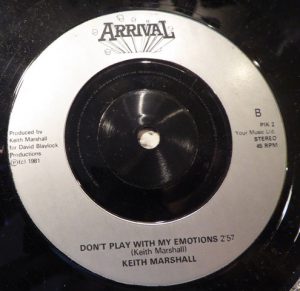 ARRIVAL
B
PIK 2
Your Music Ltd.
STEREO
45 RPM
Produced by
Keith Marshall
for David Blaylock
Productions
℗ⓒ 1981
DON'T PLAY WITH MY EMOTIONS 2'57
(Keith Marshall)
KEITH MARSHALL